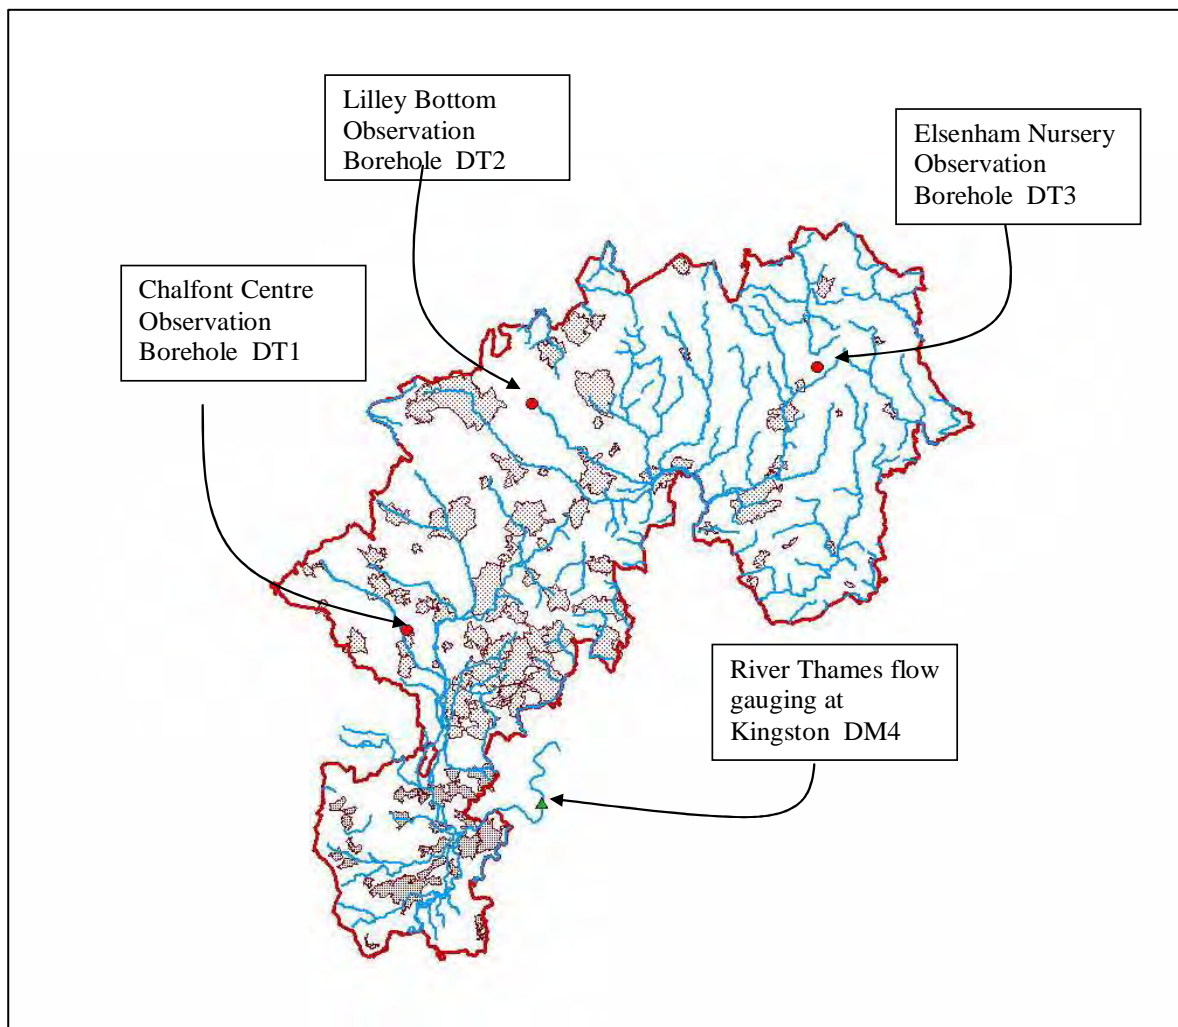 Lilley Bottom
Observation
Borehole DT2
Elsenham Nursery
Observation
Borehole DT3
Chalfont Centre
Observation
Borehole DT1
River Thames flow
gauging at
Kingston DM4